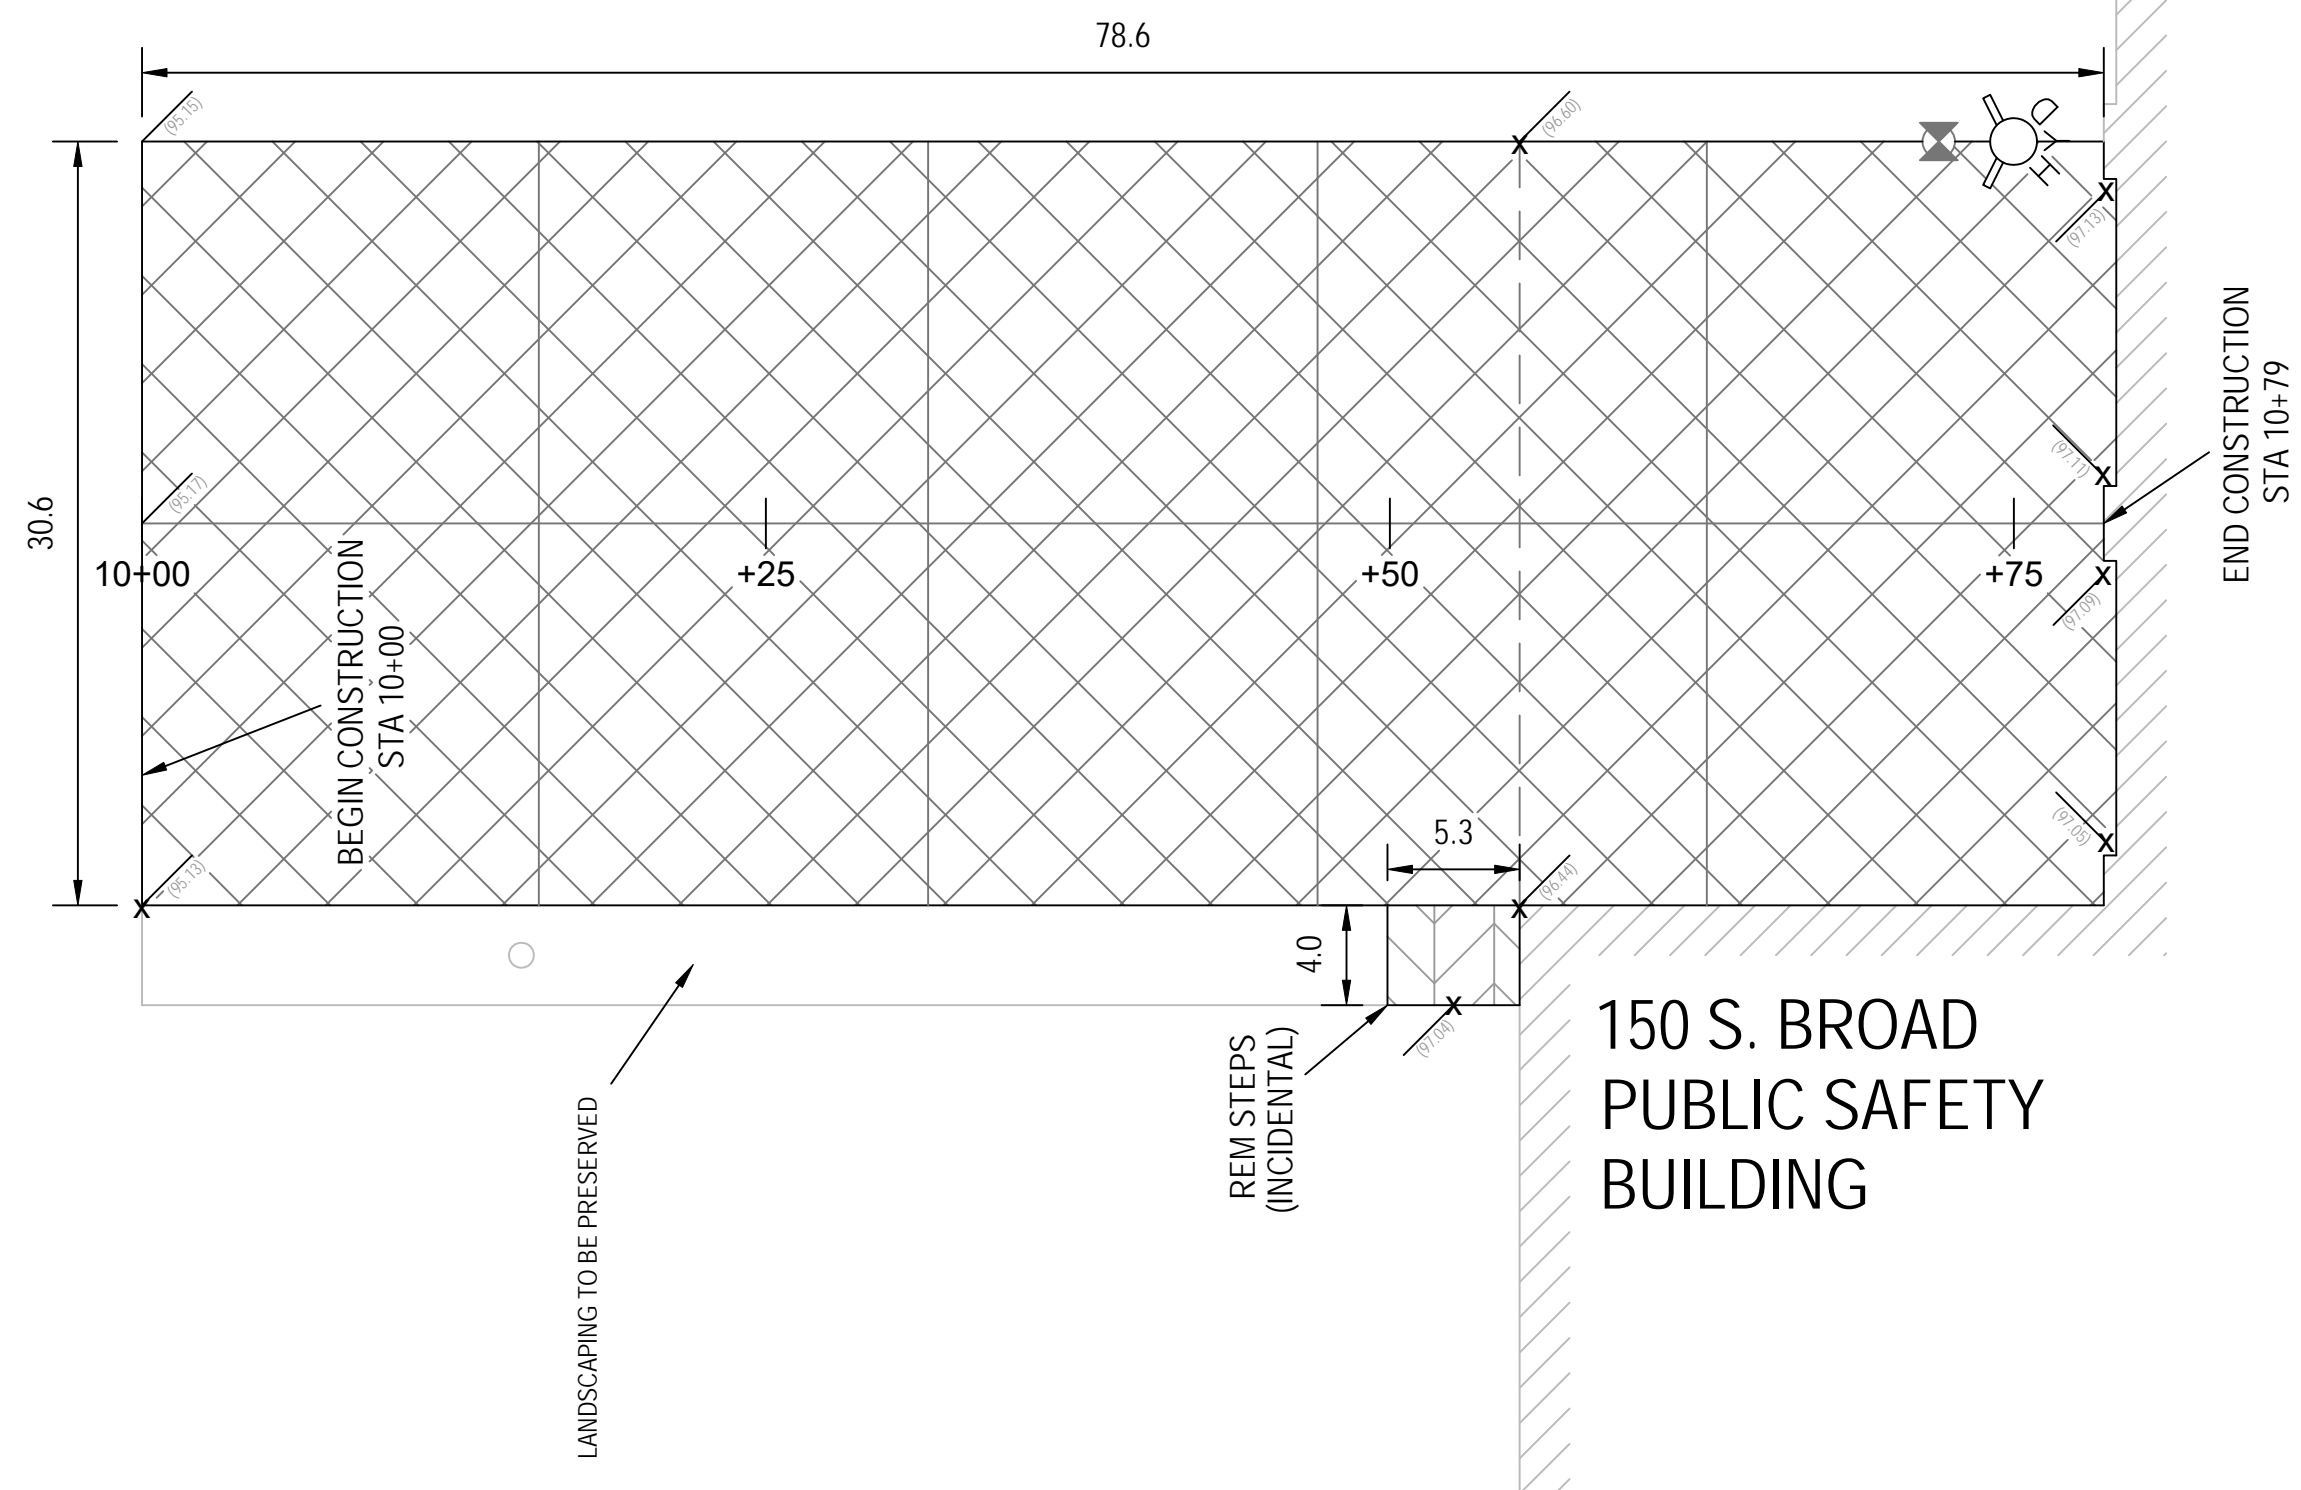 78.6
(95.15)
(96.60)
HYD
(97.13)
30.6
(95.17)
(97.11)
END CONSTRUCTION
STA 10+79
10+00
+25
+50
+75
BEGIN CONSTRUCTION
STA 10+00
(97.09)
5.3
(97.05)
(95.13)
(96.44)
4.0
X
X
X
X
X
X
X
X
(97.04)
REM STEPS
(INCIDENTAL)
LANDSCAPING TO BE PRESERVED
150 S. BROAD
PUBLIC SAFETY
BUILDING